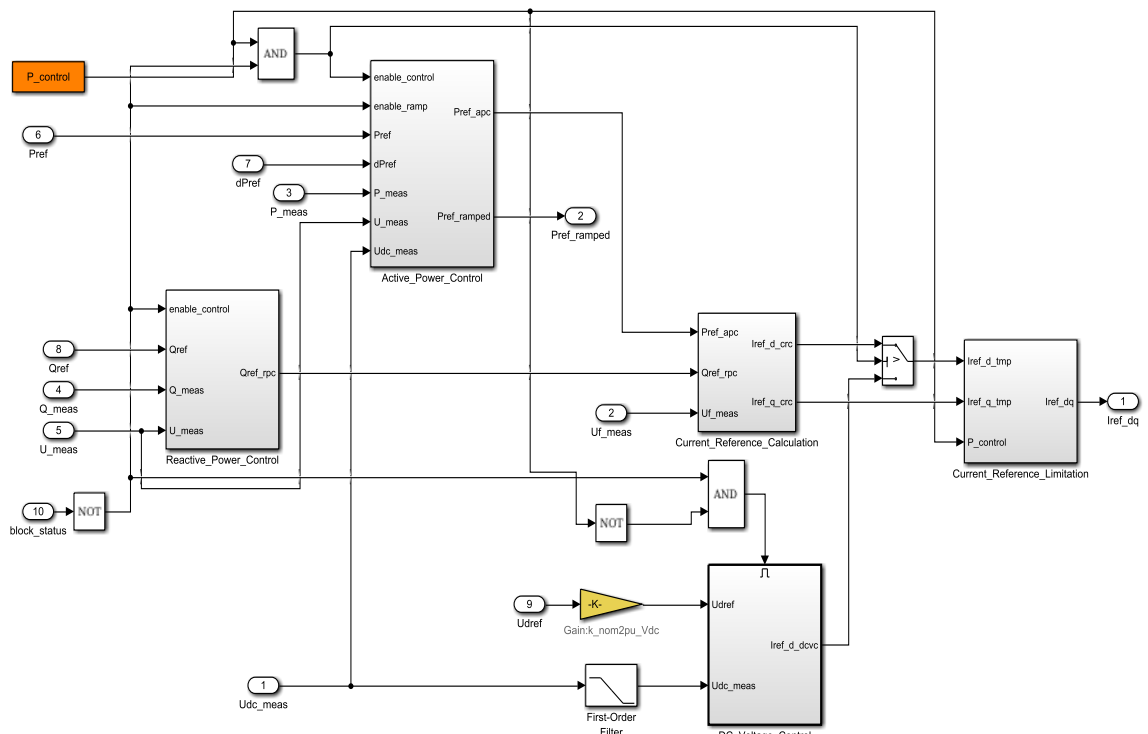 P_control
AND
enable_control
enable_ramp
Pref
dPref
P_meas
U_meas
Udc_meas
Pref_apc
Pref_ramped
Active_Power_Control
6
Pref
7
dPref
3
P_meas
2
Pref_ramped
enable_control
Qref
Q_meas
U_meas
Qref_rpc
Reactive_Power_Control
8
Qref
4
Q_meas
5
U_meas
10
block_status
NOT
Pref_apc
Qref_rpc
Uf_meas
Iref_d_crc
Iref_q_crc
Current_Reference_Calculation
2
Uf_meas
>
Iref_d_tmp
Iref_q_tmp
P_control
Iref_dq
Current_Reference_Limitation
1
Iref_dq
AND
NOT
9
Udref
-K-
Gain:k_nom2pu_Vdc
Udref
Udc_meas
Iref_d_dcvc
DC_Voltage_Control
1
Udc_meas
First-Order
Filter